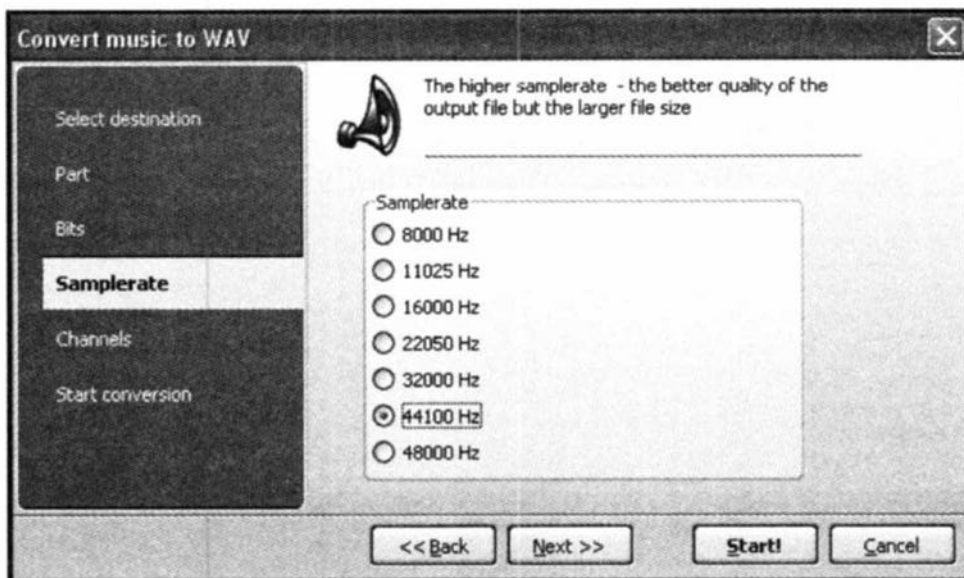 Convert music to WAV
Select destination
Part
Bits
Samplerate
Channels
Start conversion
The higher samplerate - the better quality of the
output file but the larger file size
Samplerate
8000 Hz
11025 Hz
16000 Hz
22050 Hz
32000 Hz
44100 Hz
48000 Hz
<< Back
Next >>
Start!
Cancel